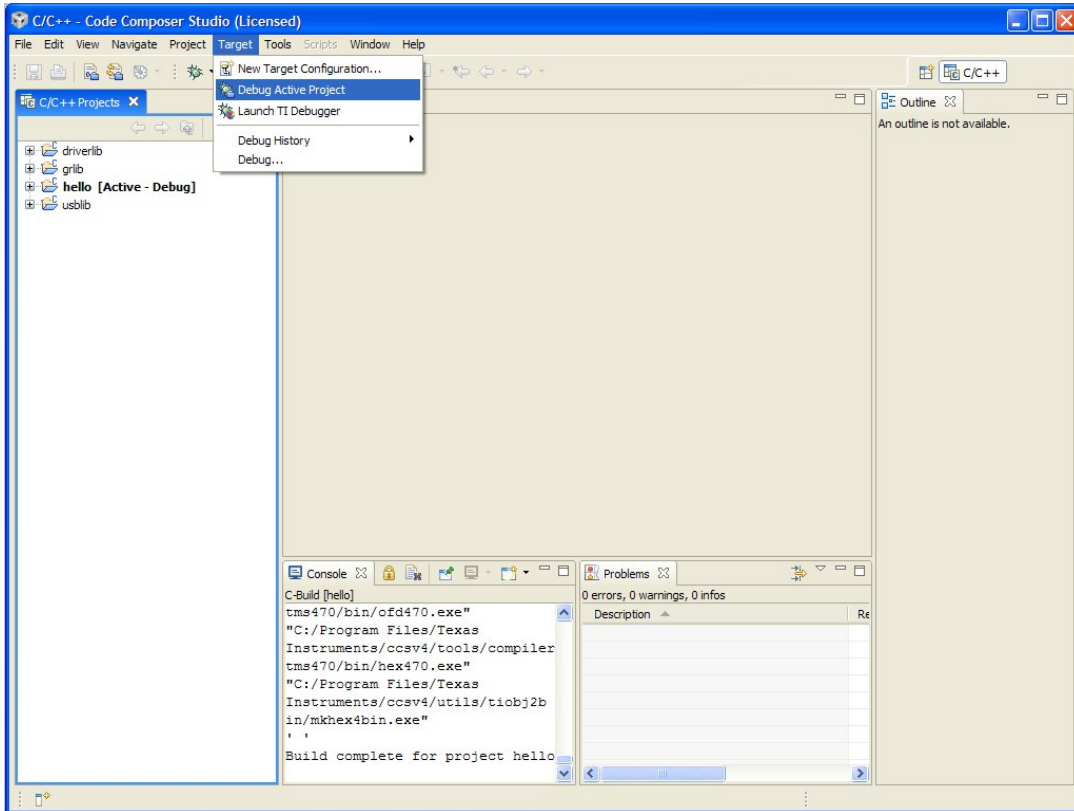 C/C++ - Code Composer Studio (Licensed)
File Edit View Navigate Project Target Tools Scripts Window Help
New Target Configuration...
Debug Active Project
Launch TI Debugger
Debug History
Debug...
C/C++
C/C++ Projects
driverlib
grlib
hello [Active - Debug]
usblib
Outline
An outline is not available.
Console
C-Build [hello]
tms470/bin/ofd470.exe"
"C:/Program Files/Texas
Instruments/ccsv4/tools/compiler
tms470/bin/hex470.exe"
"C:/Program Files/Texas
Instruments/ccsv4/utils/tiobj2b
in/mkhex4bin.exe"
' '
Build complete for project hello
Problems
0 errors, 0 warnings, 0 infos
Description Re